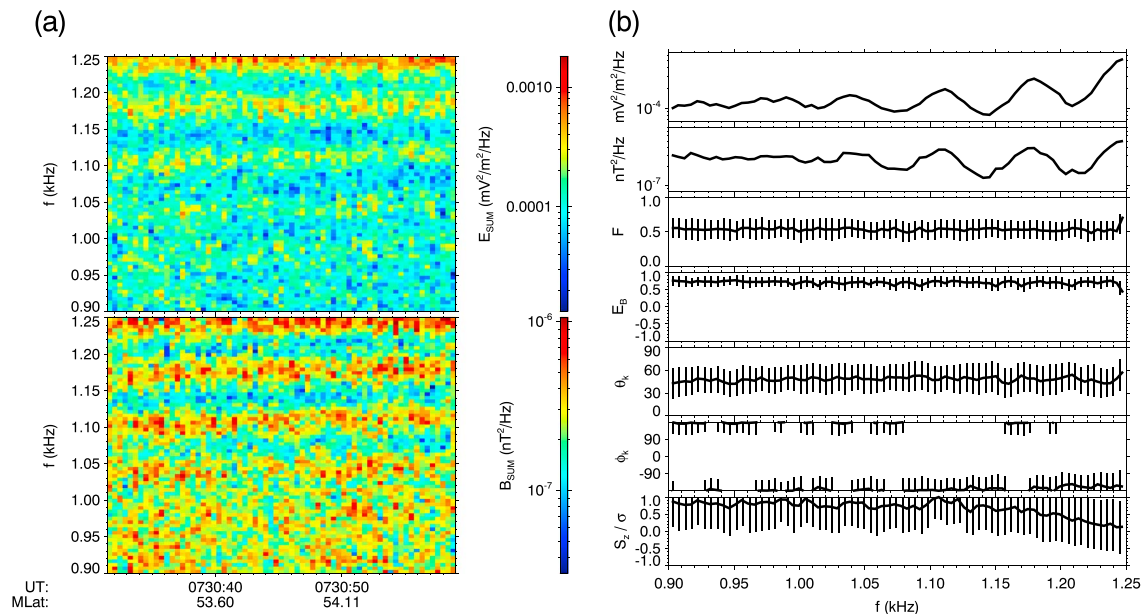 (a)
1.25
1.20
1.15
1.10
1.05
1.00
0.95
0.90
f (kHz)
0.0010
0.0001
E_SUM (mV²/m²/Hz)
1.25
1.20
1.15
1.10
1.05
1.00
0.95
0.90
f (kHz)
10⁻⁶
10⁻⁷
B_SUM (nT²/Hz)
UT: 0730:40 0730:50
MLat: 53.60 54.11
(b)
mV²/m²/Hz
10⁻⁴
nT²/Hz
10⁻⁷
F
1.0
0.5
0.0
E_B
1.0
0.5
0.0
-0.5
-1.0
θ_k
90
60
30
0
ϕ_k
90
0
-90
S_z / σ
1.0
0.5
0.0
-0.5
-1.0
0.90 0.95 1.00 1.05 1.10 1.15 1.20 1.25
f (kHz)